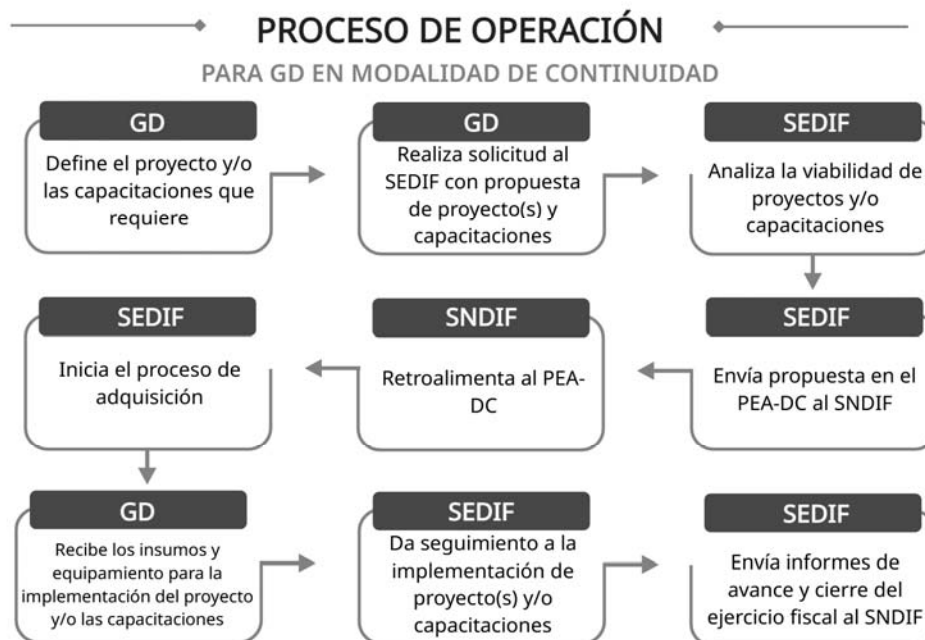 PROCESO DE OPERACIÓN
PARA GD EN MODALIDAD DE CONTINUIDAD
GD
Define el proyecto y/o
las capacitaciones que
requiere
GD
Realiza solicitud al
SEDIF con propuesta
de proyecto(s) y
capacitaciones
SEDIF
Analiza la viabilidad de
proyectos y/o
capacitaciones
SEDIF
Envía propuesta en el
PEA-DC al SNDIF
SNDIF
Retroalimenta al PEA-
DC
SEDIF
Inicia el proceso de
adquisición
GD
Recibe los insumos y
equipamiento para la
implementación del proyecto
y/o las capacitaciones
SEDIF
Da seguimiento a la
implementación de
proyecto(s) y/o
capacitaciones
SEDIF
Envía informes de
avance y cierre del
ejercicio fiscal al SNDIF